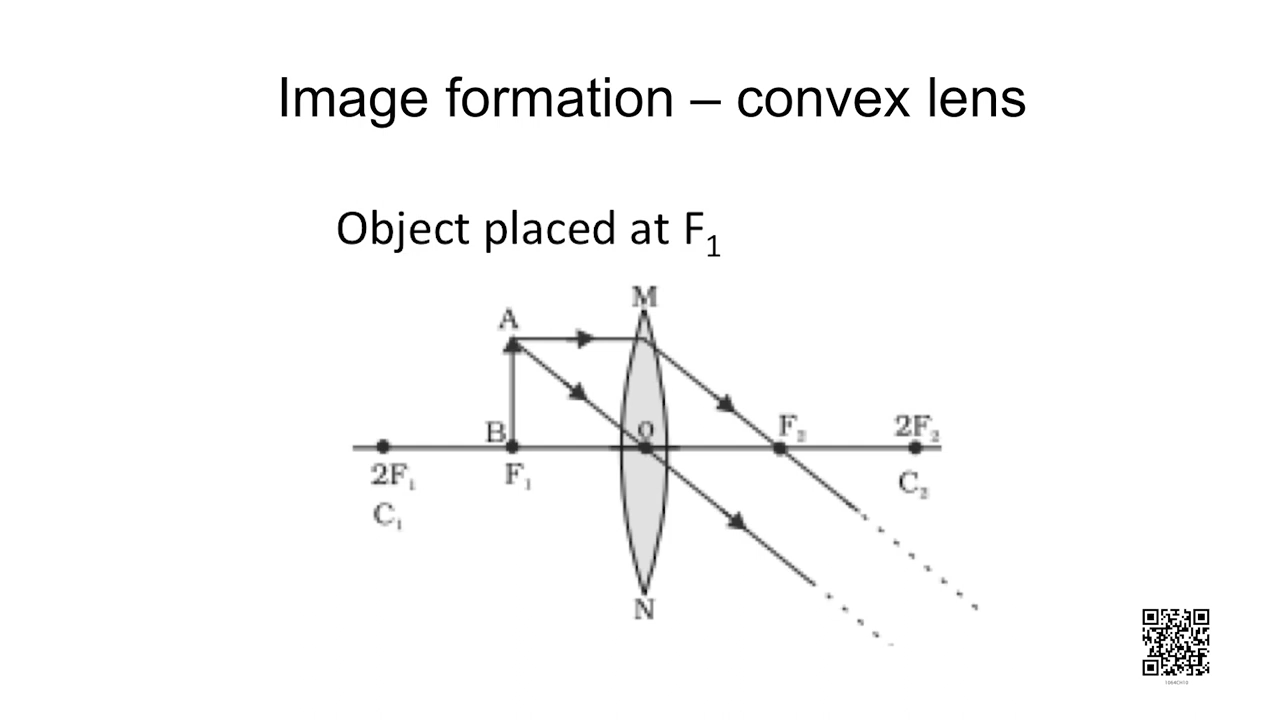 Image formation – convex lens
Object placed at F₁
M
A
B
O
F₂
2F₂
2F₁
F₁
C₂
C₁
N